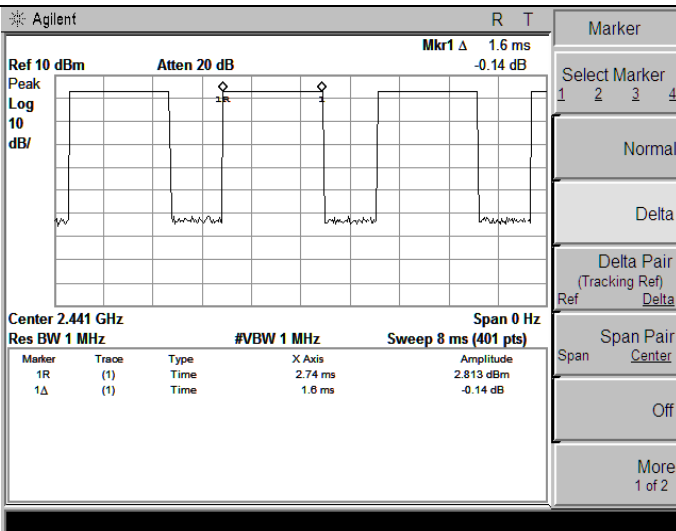 Agilent R T
Mkr1 Δ 1.6 ms
Ref 10 dBm Atten 20 dB -0.14 dB
Peak
Log
10
dB/
1R 1
Center 2.441 GHz Span 0 Hz
Res BW 1 MHz #VBW 1 MHz Sweep 8 ms (401 pts)
Marker Trace Type X Axis Amplitude
1R (1) Time 2.74 ms 2.813 dBm
1Δ (1) Time 1.6 ms -0.14 dB
Marker
Select Marker
1 2 3 4
Normal
Delta
Delta Pair
(Tracking Ref)
Ref Delta
Span Pair
Span Center
Off
More
1 of 2